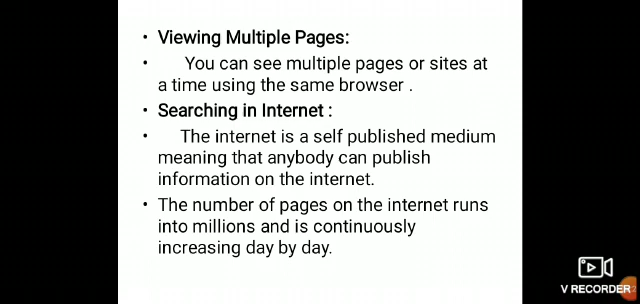 • Viewing Multiple Pages:
• You can see multiple pages or sites at
a time using the same browser .
• Searching in Internet :
• The internet is a self published medium
meaning that anybody can publish
information on the internet.
• The number of pages on the internet runs
into millions and is continuously
increasing day by day.
V RECORDER